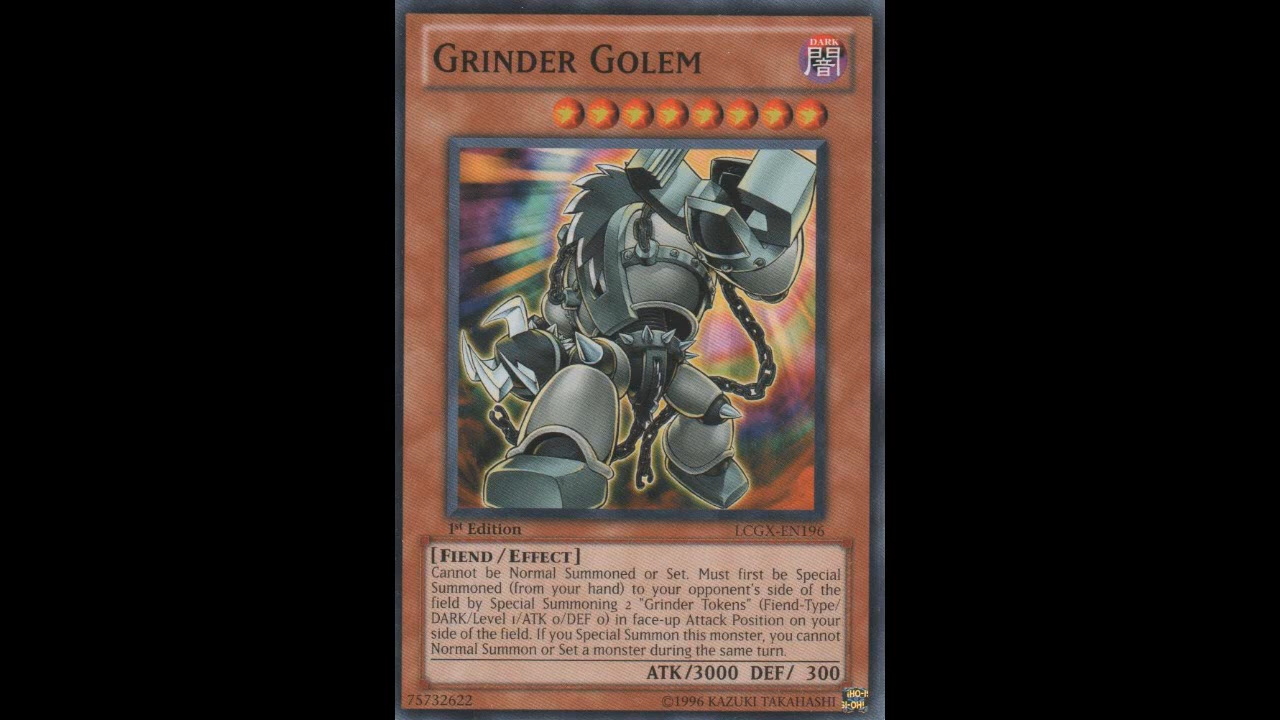 GRINDER GOLEM
DARK
闇
1st Edition
LCGX-EN196
[FIEND/EFFECT]
Cannot be Normal Summoned or Set. Must first be Special
Summoned (from your hand) to your opponent's side of the
field by Special Summoning 2 "Grinder Tokens" (Fiend-Type/
DARK/Level 1/ATK 0/DEF 0) in face-up Attack Position on your
side of the field. If you Special Summon this monster, you cannot
Normal Summon or Set a monster during the same turn.
ATK/3000 DEF/ 300
75732622
©1996 KAZUKI TAKAHASHI